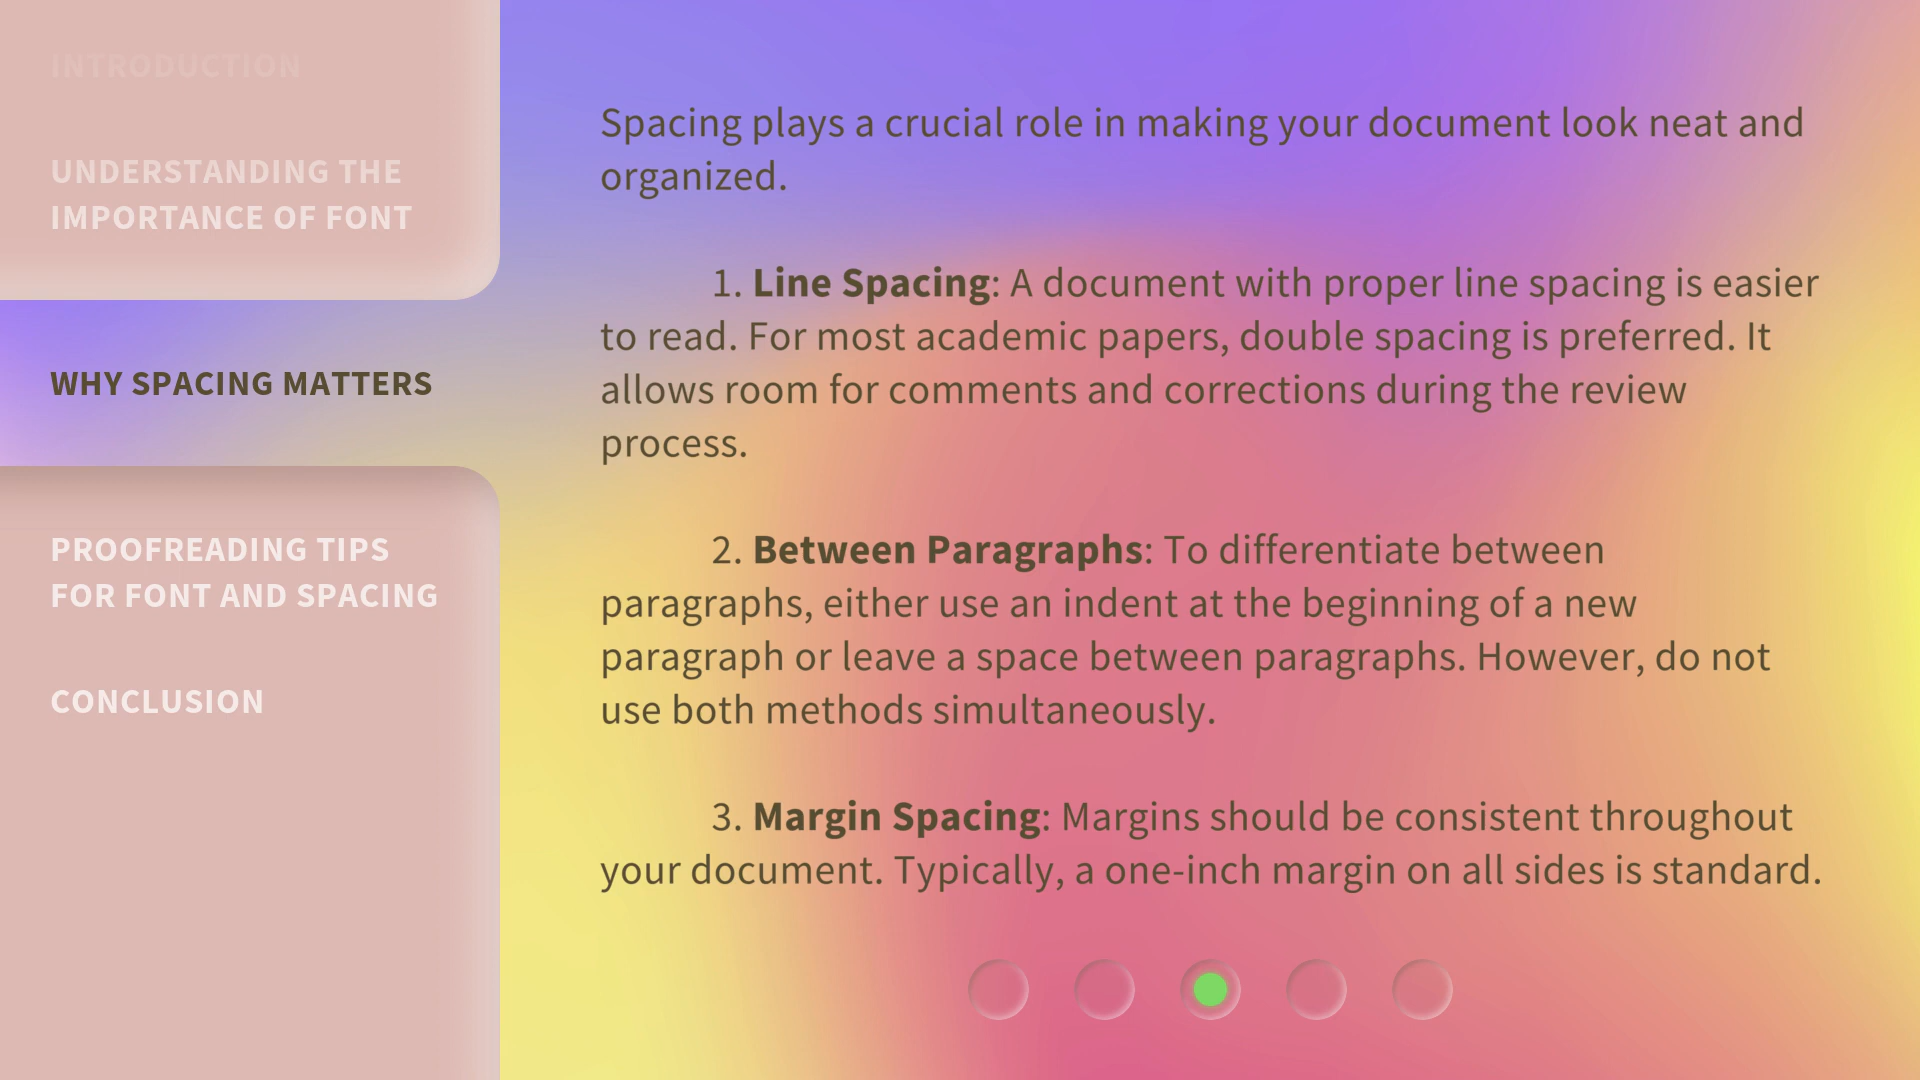 INTRODUCTION
UNDERSTANDING THE
IMPORTANCE OF FONT
WHY SPACING MATTERS
PROOFREADING TIPS
FOR FONT AND SPACING
CONCLUSION
Spacing plays a crucial role in making your document look neat and
organized.
1. Line Spacing: A document with proper line spacing is easier
to read. For most academic papers, double spacing is preferred. It
allows room for comments and corrections during the review
process.
2. Between Paragraphs: To differentiate between
paragraphs, either use an indent at the beginning of a new
paragraph or leave a space between paragraphs. However, do not
use both methods simultaneously.
3. Margin Spacing: Margins should be consistent throughout
your document. Typically, a one-inch margin on all sides is standard.